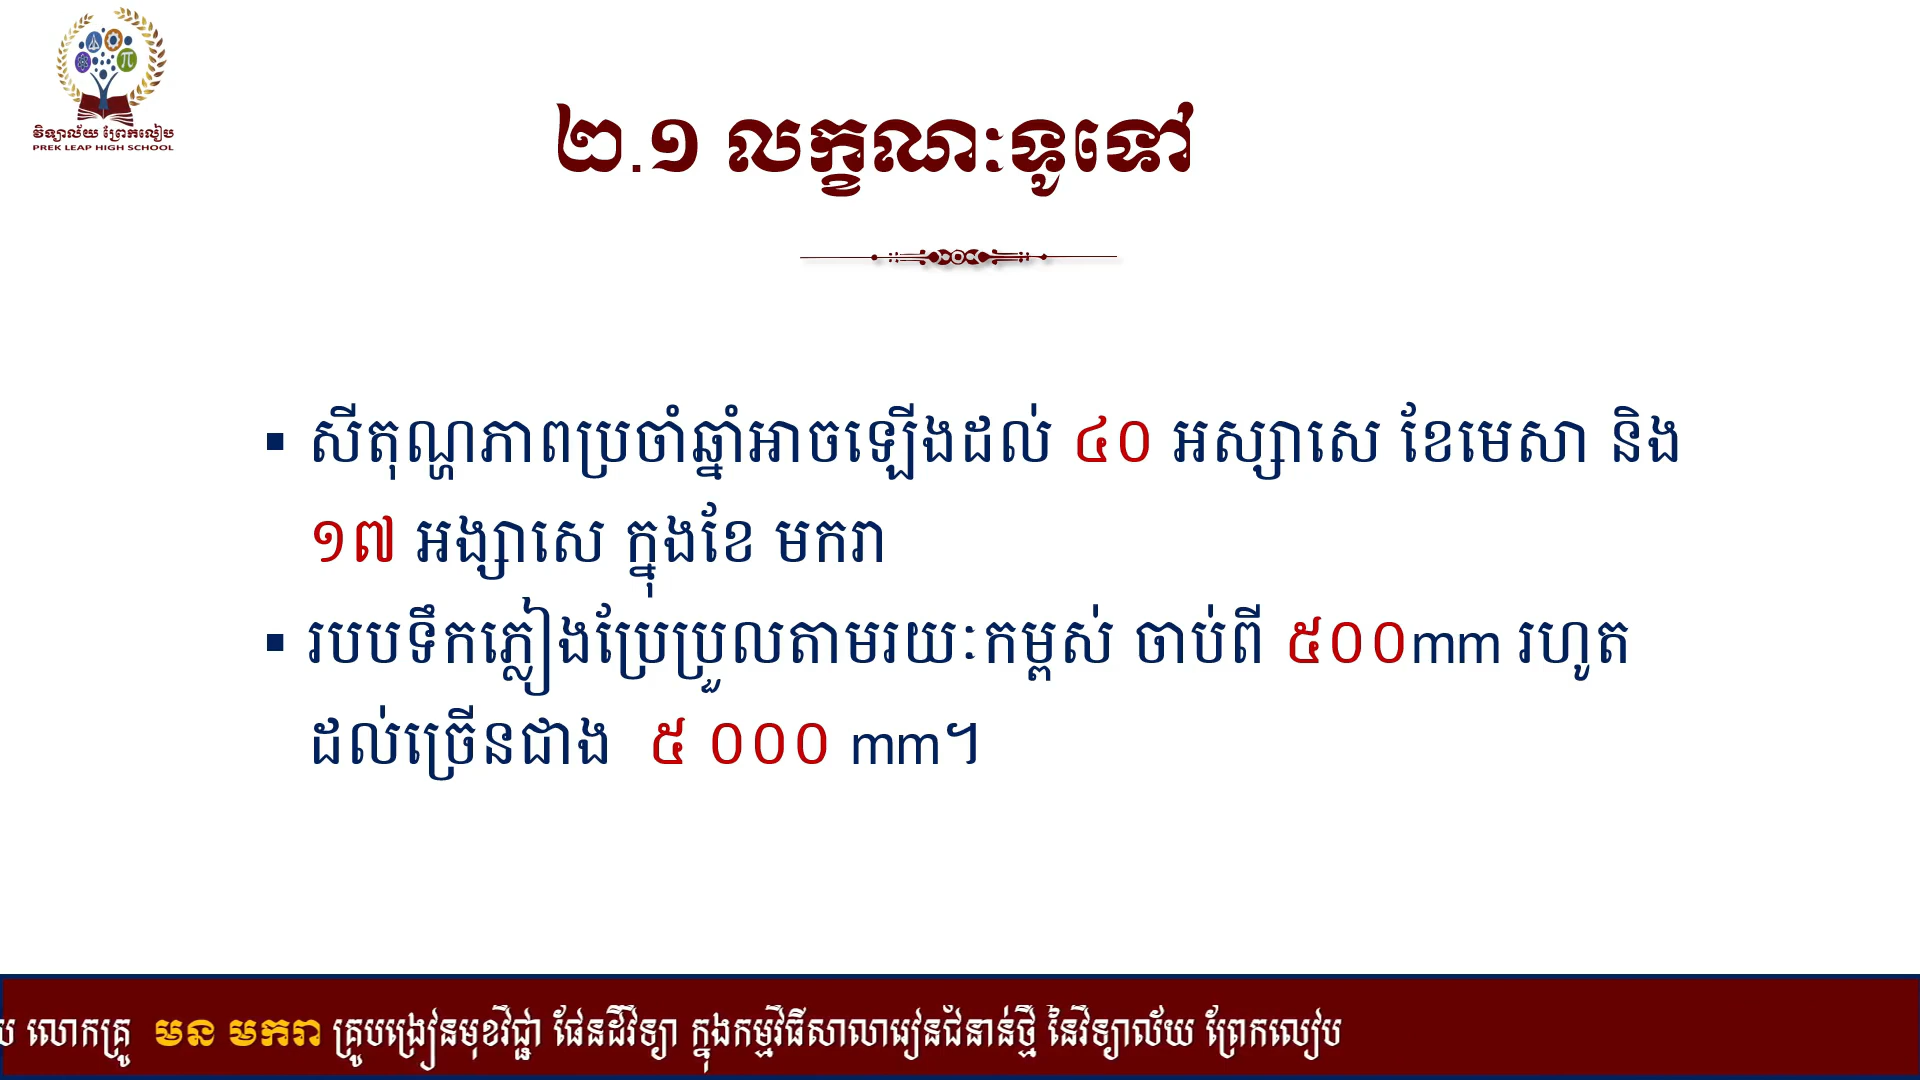 វិទ្យាល័យ ព្រែកលៀប
PREK LEAP HIGH SCHOOL
២.១ លក្ខណៈទូទៅ
▪ សីតុណ្ហភាពប្រចាំឆ្នាំអាចឡើងដល់ ៤០ អស្សាសេ ខែមេសា និង
១៧ អង្សាសេ ក្នុងខែ មករា
▪ របបទឹកភ្លៀងប្រែប្រួលតាមរយៈកម្ពស់ ចាប់ពី ៥០០mm រហូត
ដល់ច្រើនជាង ៥ ០០០ mm។
លោកគ្រូ មន មករា គ្រូបង្រៀនមុខវិជ្ជា ផែនដីវិទ្យា ក្នុងកម្មវិធីសាលារៀនជំនាន់ថ្មី នៃវិទ្យាល័យ ព្រែកលៀប